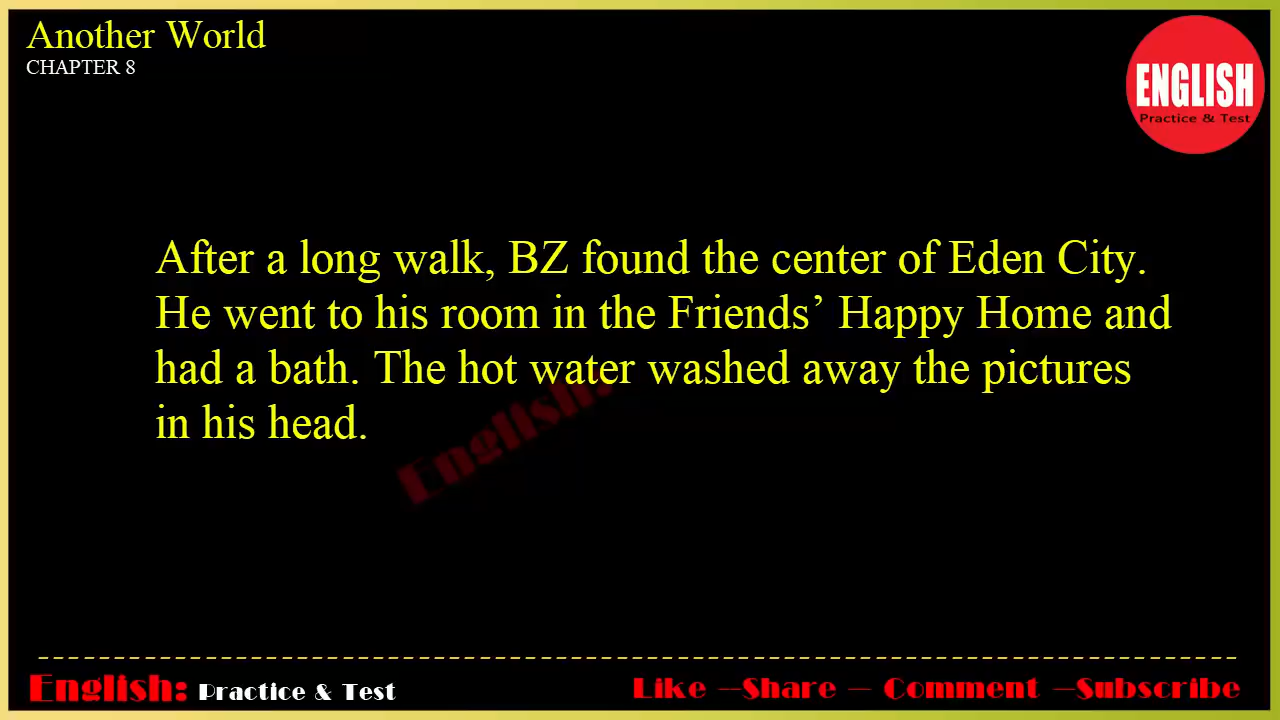 Another World
CHAPTER 8
ENGLISH
Practice & Test
After a long walk, BZ found the center of Eden City.
He went to his room in the Friends’ Happy Home and
had a bath. The hot water washed away the pictures
in his head.
English:
English: Practice & Test
Like —Share — Comment —Subscribe